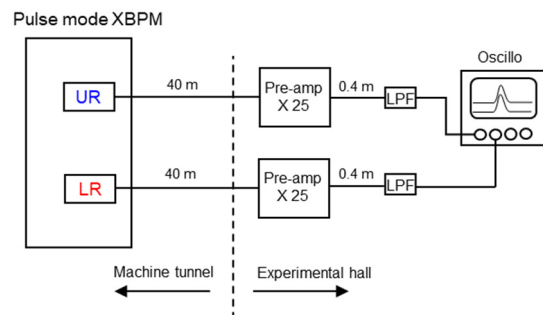 Pulse mode XBPM
Oscillo
UR
40 m
Pre-amp
X 25
0.4 m
LPF
LR
40 m
Pre-amp
X 25
0.4 m
LPF
Machine tunnel
Experimental hall